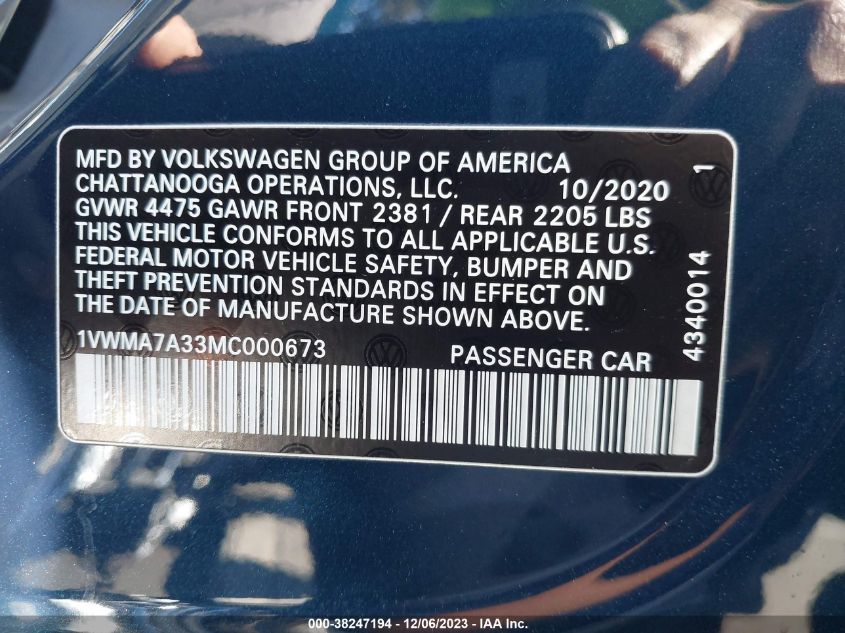 MFD BY VOLKSWAGEN GROUP OF AMERICA
CHATTANOOGA OPERATIONS, LLC. 10/2020
GVWR 4475 GAWR FRONT 2381 / REAR 2205 LBS
THIS VEHICLE CONFORMS TO ALL APPLICABLE U.S.
FEDERAL MOTOR VEHICLE SAFETY, BUMPER AND
THEFT PREVENTION STANDARDS IN EFFECT ON
THE DATE OF MANUFACTURE SHOWN ABOVE.
1VWMA7A33MC000673 PASSENGER CAR
4340014 1
000-38247194 - 12/06/2023 - IAA Inc.